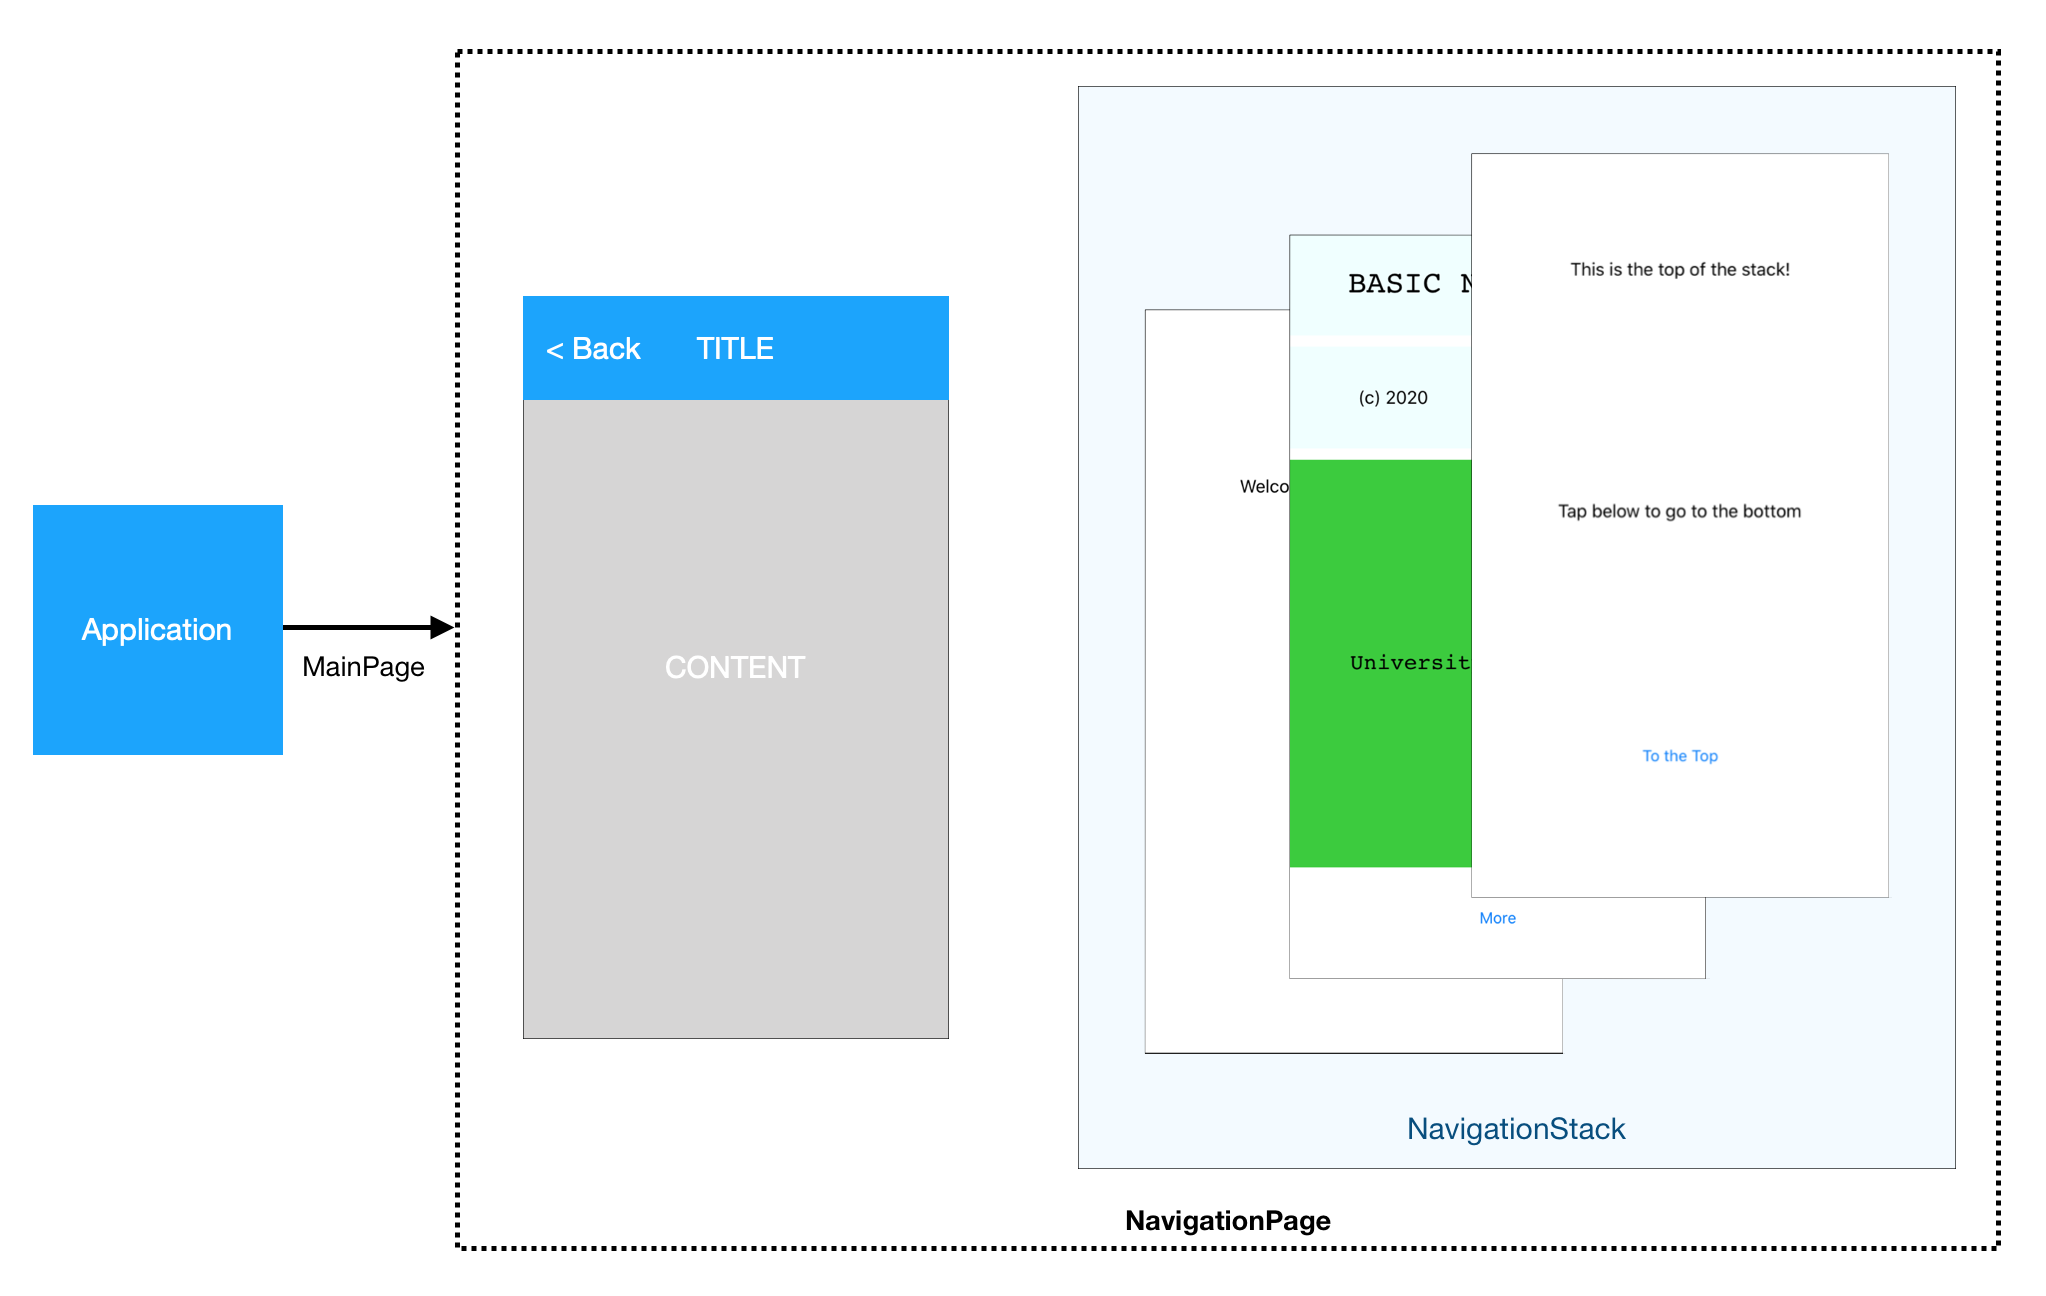 Application
MainPage
< Back
TITLE
CONTENT
Welco
BASIC
(c) 2020
Universit
More
This is the top of the stack!
Tap below to go to the bottom
To the Top
NavigationStack
NavigationPage